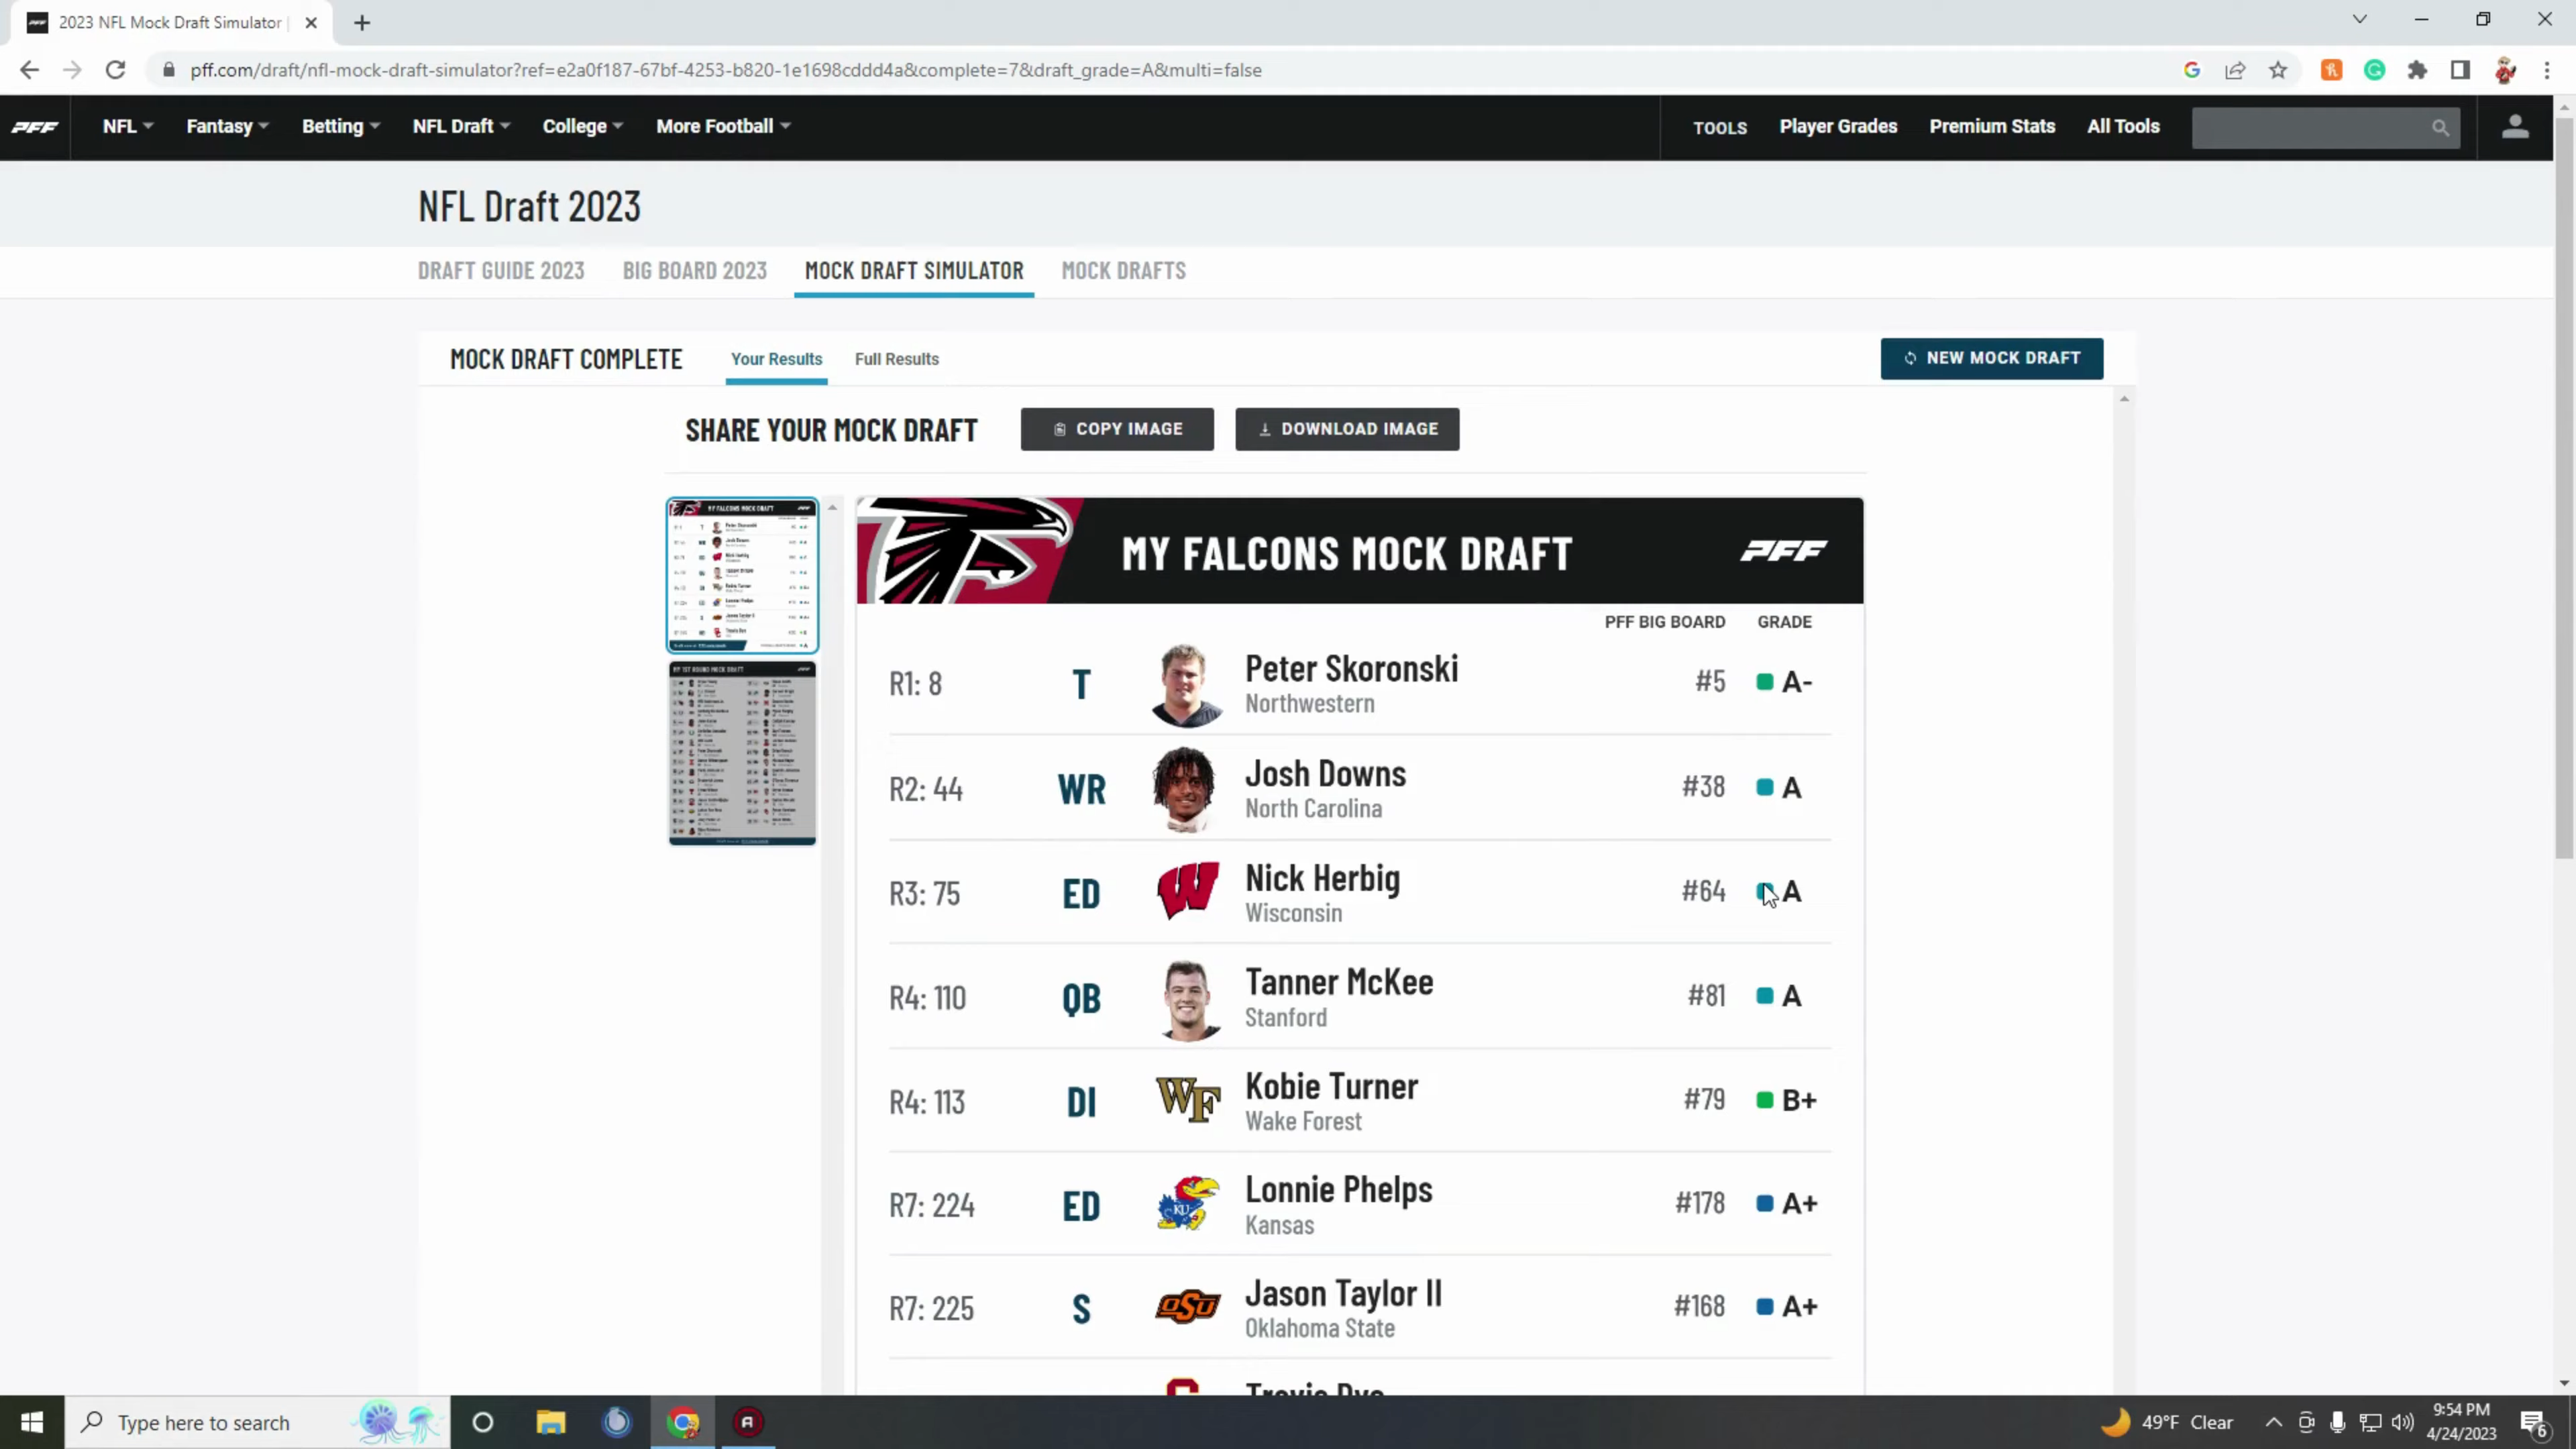 2023 NFL Mock Draft Simulator |
pff.com/draft/nfl-mock-draft-simulator?ref=e2a0f187-67bf-4253-b820-1e1698cddd4a&complete=7&draft_grade=A&multi=false
PFF NFL Fantasy Betting NFL Draft College More Football TOOLS Player Grades Premium Stats All Tools
NFL Draft 2023
DRAFT GUIDE 2023 BIG BOARD 2023 MOCK DRAFT SIMULATOR MOCK DRAFTS
MOCK DRAFT COMPLETE Your Results Full Results NEW MOCK DRAFT
SHARE YOUR MOCK DRAFT COPY IMAGE DOWNLOAD IMAGE
MY FALCONS MOCK DRAFT PFF
PFF BIG BOARD GRADE
R1: 8 T Peter Skoronski #5 A-
Northwestern
R2: 44 WR Josh Downs #38 A
North Carolina
R3: 75 ED W Nick Herbig #64 A
Wisconsin
R4: 110 QB Tanner McKee #81 A
Stanford
R4: 113 DI WF Kobie Turner #79 B+
Wake Forest
R7: 224 ED KU Lonnie Phelps #178 A+
Kansas
R7: 225 S OSU Jason Taylor II #168 A+
Oklahoma State
Travis Dye
Type here to search
49°F Clear
9:54 PM
4/24/2023
6